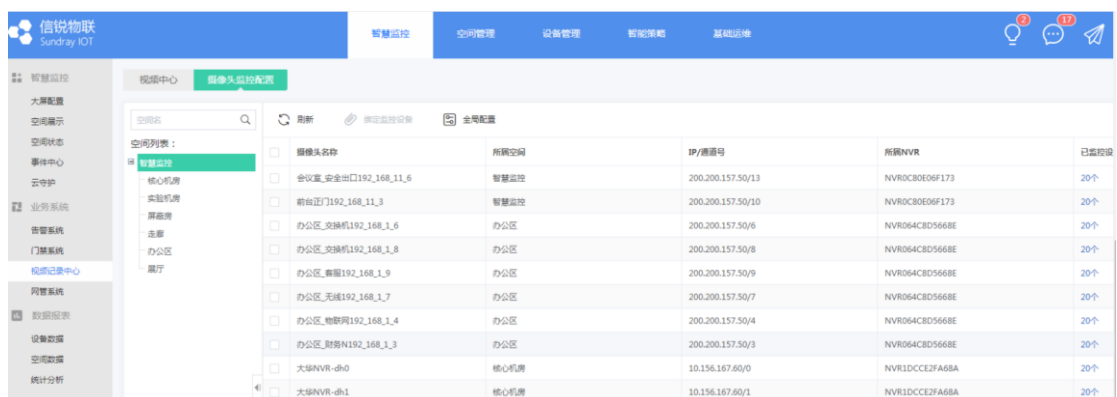 信锐物联
Sundray IOT
智慧监控 空间管理 设备管理 智能策略 基础运维
2 17
智慧监控
大屏配置
空间展示
空间状态
事件中心
云守护
业务系统
告警系统
门禁系统
视频记录中心
网管系统
数据报表
设备数据
空间数据
统计分析
视频中心 摄像头监控配置
空间名
空间列表：
智慧监控
核心机房
实验机房
屏蔽房
走廊
办公区
展厅
刷新 绑定监控设备 全局配置
摄像头名称 所属空间 IP/通道号 所属NVR 已监控设
会议室_安全出口192_168_11_6 智慧监控 200.200.157.50/13 NVR0C80E06F173 20个
前台正门192_168_11_3 智慧监控 200.200.157.50/10 NVR0C80E06F173 20个
办公区_交换机192_168_1_6 办公区 200.200.157.50/6 NVR064C8D5668E 20个
办公区_交换机192_168_1_8 办公区 200.200.157.50/8 NVR064C8D5668E 20个
办公区_客服192_168_1_9 办公区 200.200.157.50/9 NVR064C8D5668E 20个
办公区_无线192_168_1_7 办公区 200.200.157.50/7 NVR064C8D5668E 20个
办公区_物联网192_168_1_4 办公区 200.200.157.50/4 NVR064C8D5668E 20个
办公区_财务N192_168_1_3 办公区 200.200.157.50/3 NVR064C8D5668E 20个
大华NVR-dh0 核心机房 10.156.167.60/0 NVR1DCCE2FA68A 20个
大华NVR-dh1 核心机房 10.156.167.60/1 NVR1DCCE2FA68A 20个